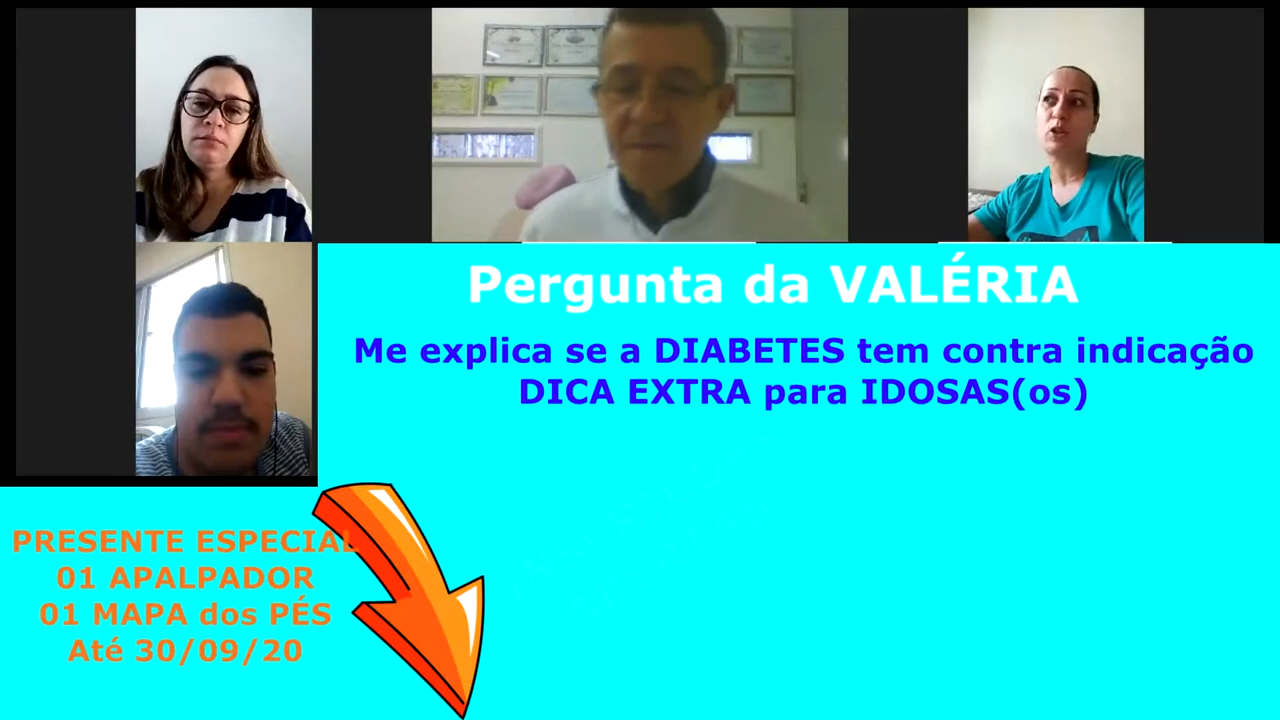 Pergunta da VALÉRIA
Me explica se a DIABETES tem contra indicação
DICA EXTRA para IDOSAS(os)
PRESENTE ESPECIAL
01 APALPADOR
01 MAPA dos PÉS
Até 30/09/20